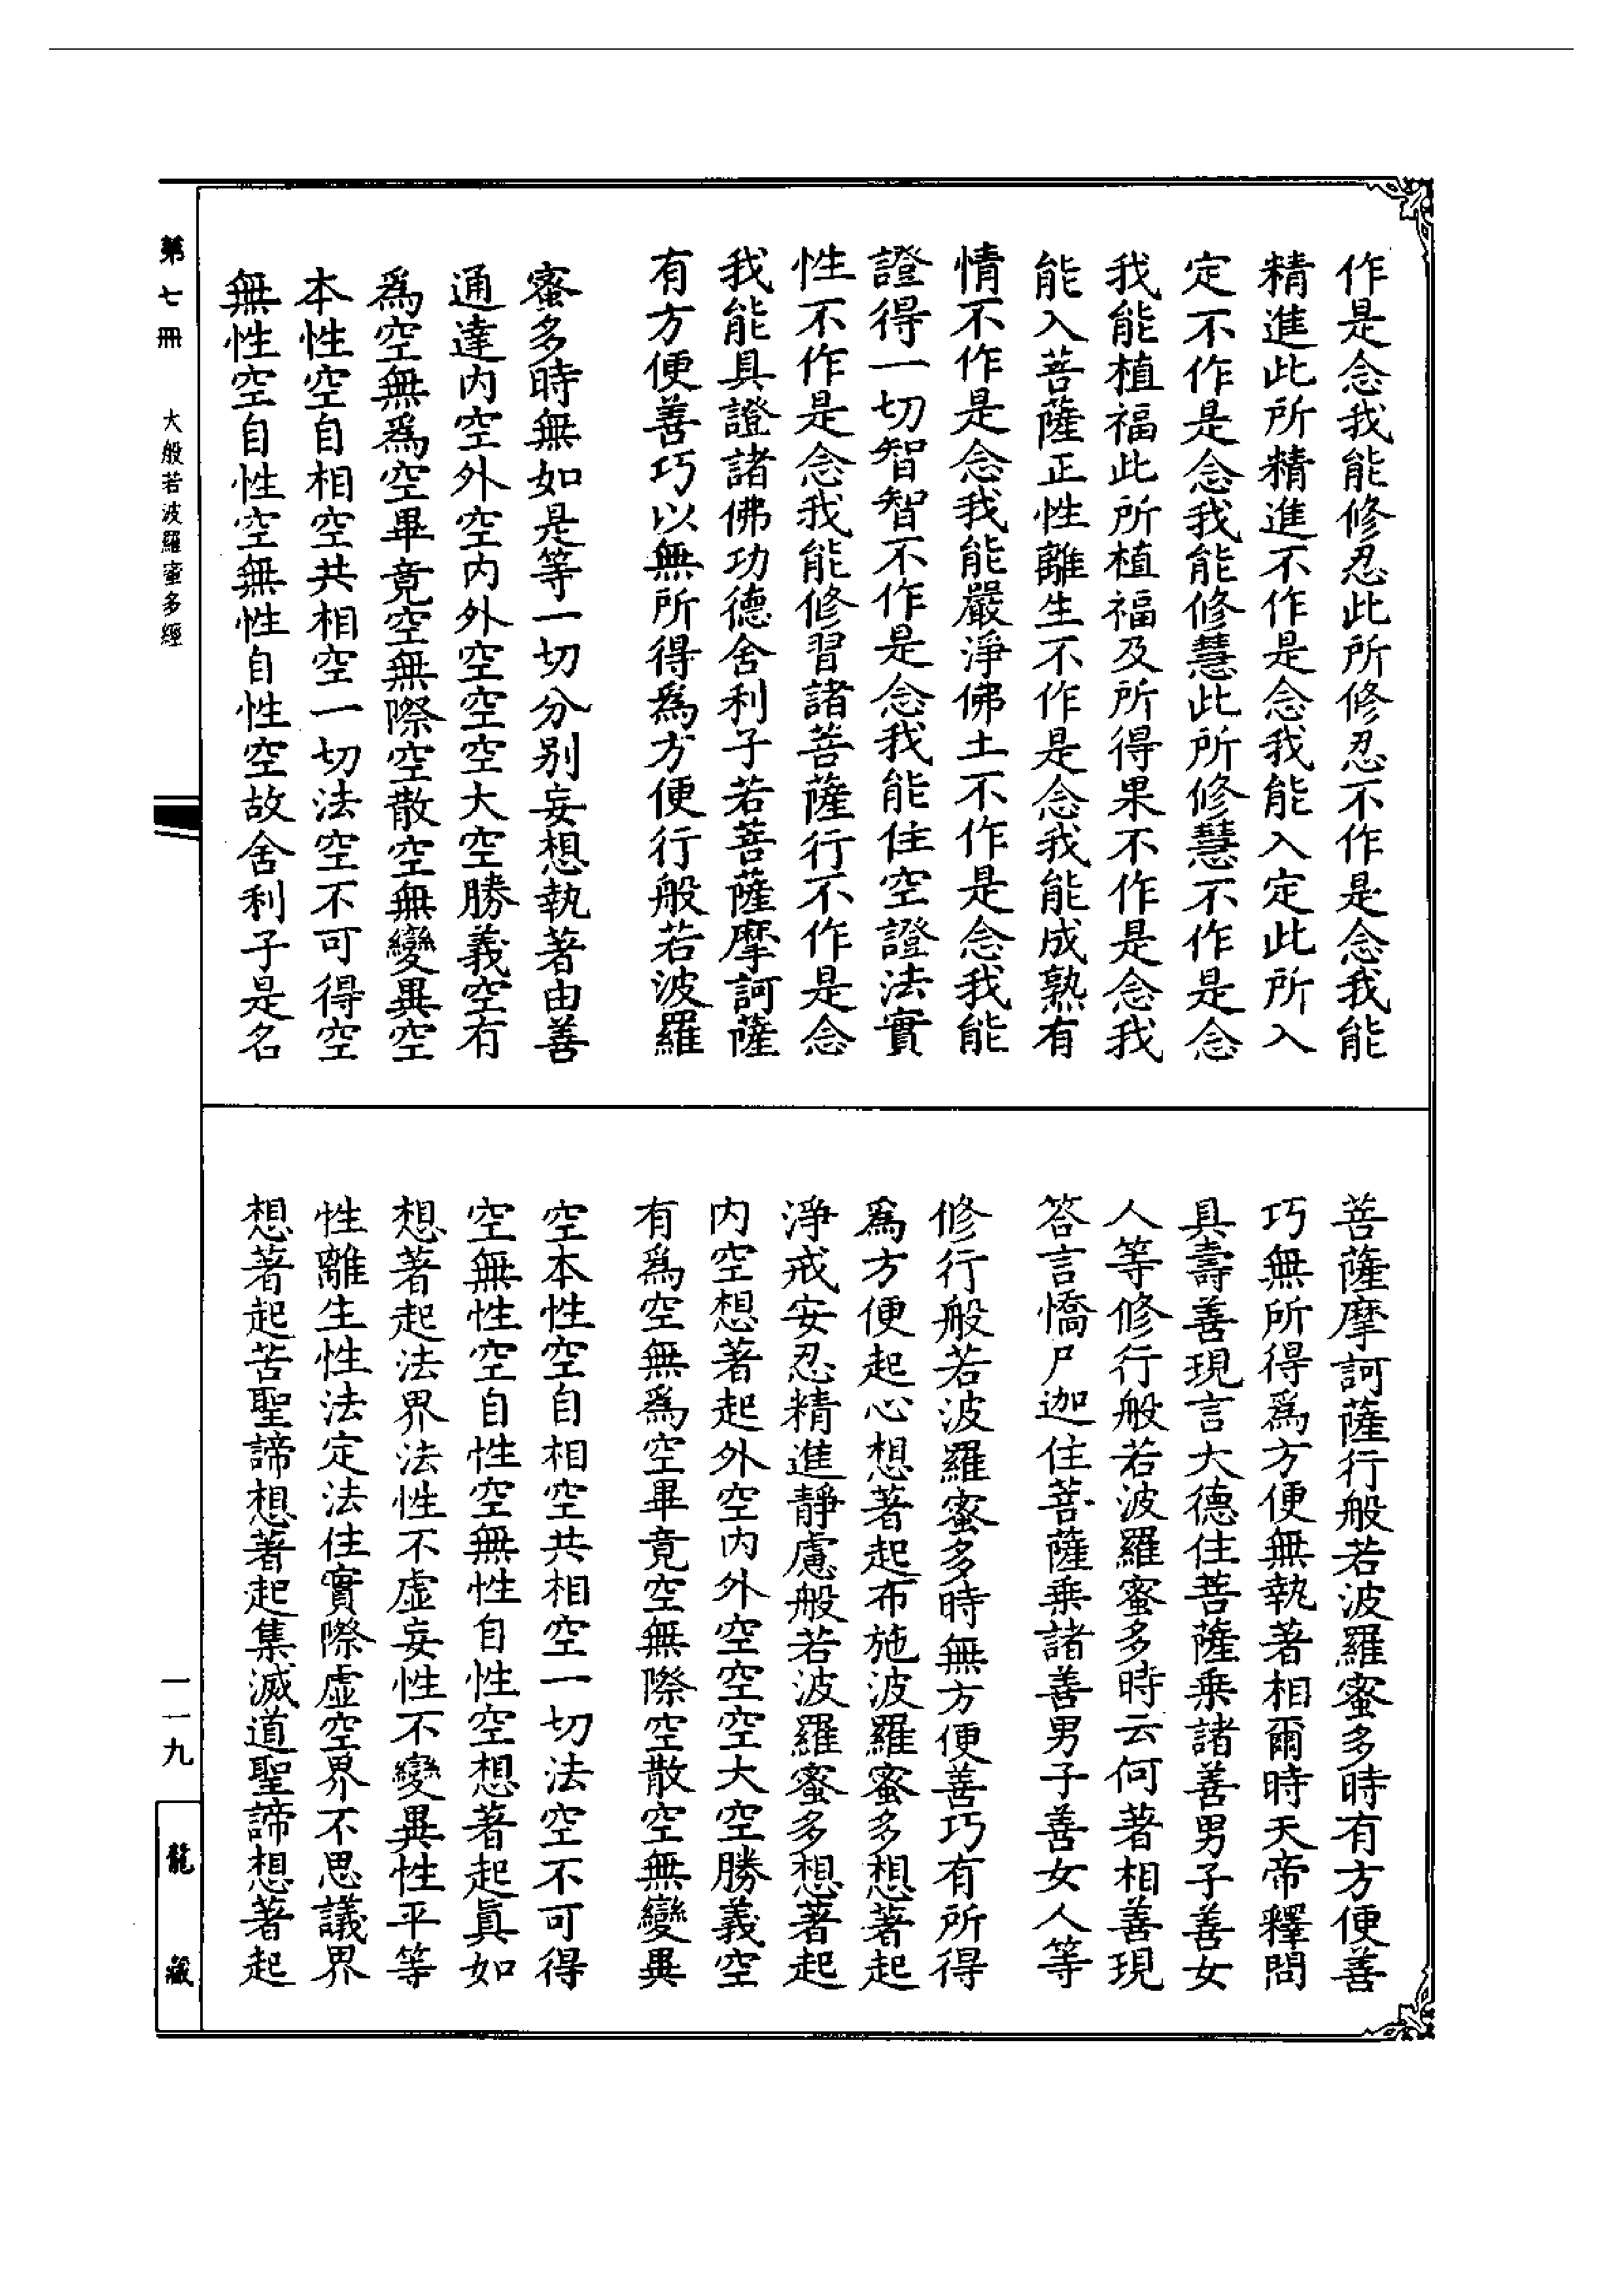 作是念我能修忍此所修忍不作是念我能
精進此所精進不作是念我能入定此所入
定不作是念我能修慧此所修慧不作是念
我能植福此所植福及所得果不作是念我
能入菩薩正性離生不作是念我能成熟有
情不作是念我能嚴淨佛土不作是念我能
證得一切智智不作是念我能住空證法實
性不作是念我能修習諸菩薩行不作是念
我能具證諸佛功德舍利子若菩薩摩訶薩
有方便善巧以無所得爲方便行般若波羅
蜜多時無如是等一切分别妄想執著由善
通達内空外空内外空空空大空勝義空有
爲空無爲空畢竟空無際空散空無變異空
本性空自相空共相空一切法空不可得空
無性空自性空無性自性空故舍利子是名
菩薩摩訶薩行般若波羅蜜多時有方便善
巧無所得爲方便無執著相爾時天帝釋問
具壽善現言大德住菩薩乗諸善男子善女
人等修行般若波羅蜜多時云何著相善現
答言憍尸迦住菩薩乗諸善男子善女人等
修行般若波羅蜜多時無方便善巧有所得
爲方便起心想著起布施波羅蜜多想著起
淨戒安忍精進靜慮般若波羅蜜多想著起
内空想著起外空内外空空空大空勝義空
有爲空無爲空畢竟空無際空散空無變異
空本性空自相空共相空一切法空不可得
空無性空自性空無性自性空想著起眞如
想著起法界法性不虚妄性不變異性平等
性離生性法定法住實際虚空界不思議界
想著起苦聖諦想著起集滅道聖諦想著起
第七冊 大般若波羅蜜多經
一一九
龍藏